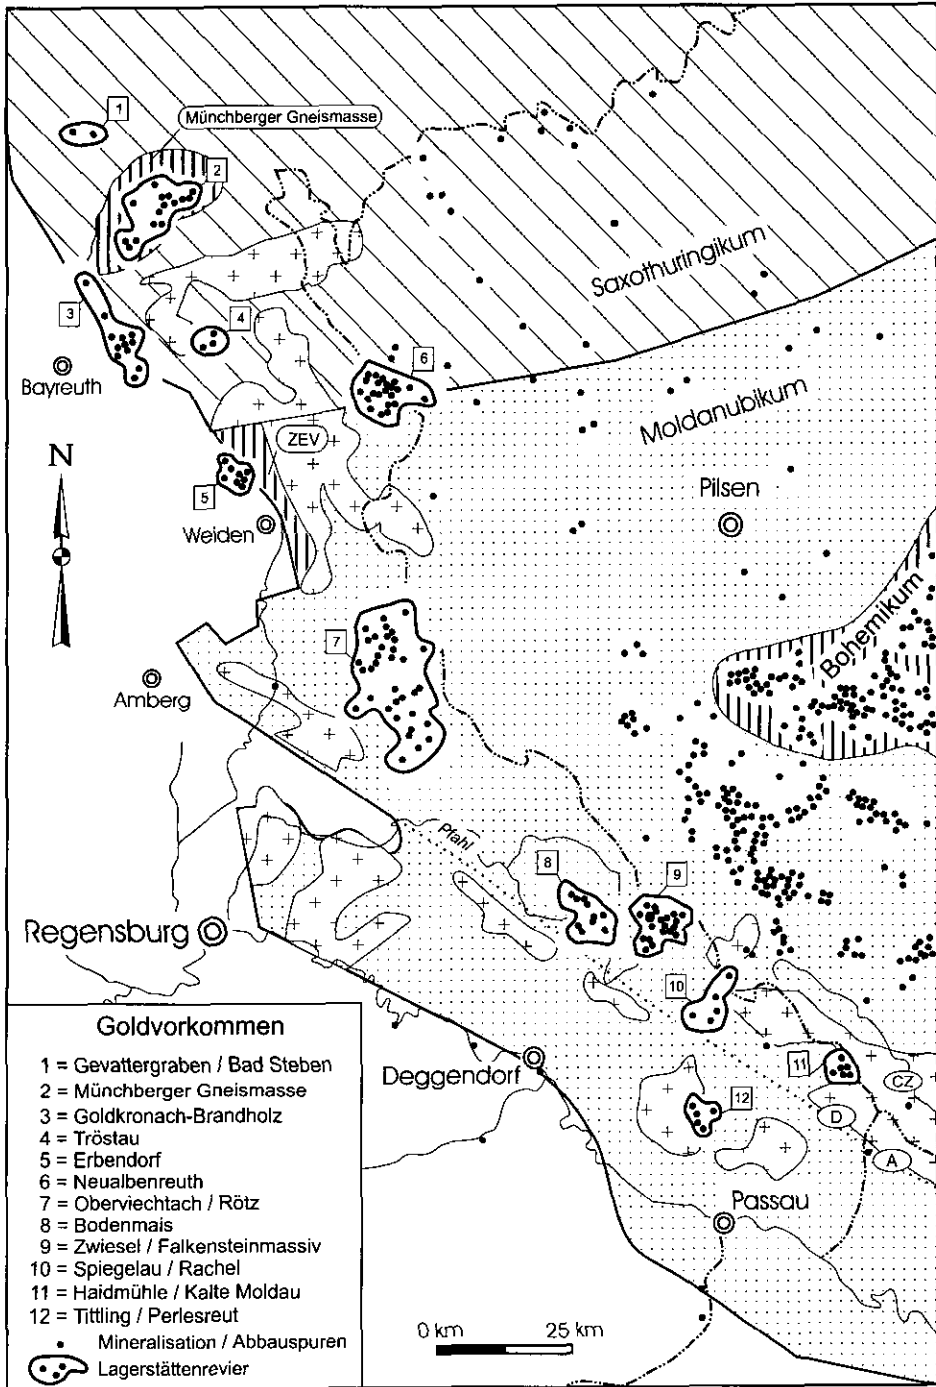 1
Münchberger Gneismasse
2
Saxothuringikum
3
4
Bayreuth
6
Moldanubikum
ZEV
N
5
Pilsen
Weiden
Bohemikum
7
Amberg
Pfahl
8
9
Regensburg
10
Deggendorf
11
CZ
12
D
A
Passau
Goldvorkommen
1 = Gevattergraben / Bad Steben
2 = Münchberger Gneismasse
3 = Goldkronach-Brandholz
4 = Tröstau
5 = Erbendorf
6 = Neualbenreuth
7 = Oberviechtach / Rötz
8 = Bodenmais
9 = Zwiesel / Falkensteinmassiv
10 = Spiegelau / Rachel
11 = Haidmühle / Kalte Moldau
12 = Tittling / Perlesreut
Mineralisation / Abbauspuren
Lagerstättenrevier
0 km 25 km